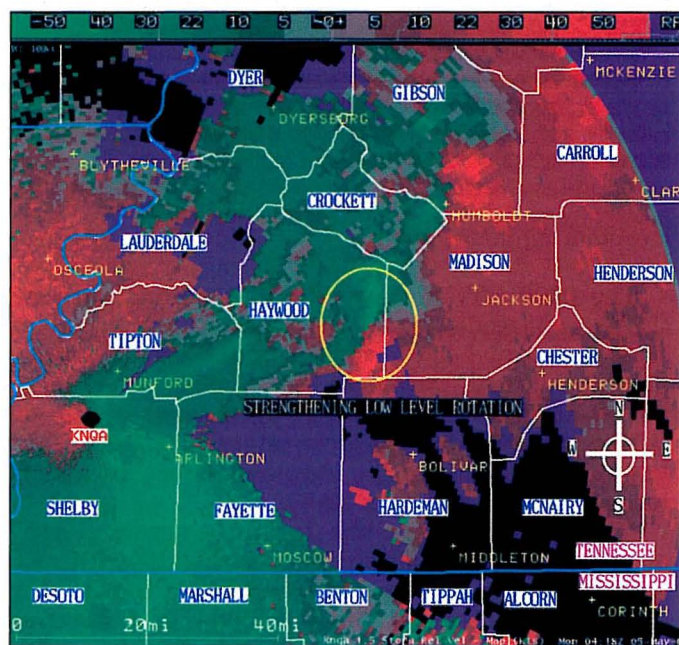 -50 40 30 22 10 5 -0+ 5 10 22 30 40 50 RF
DYER
GIBSON
MCKENZIE
DYERSBURG
BLYTHEVILLE
CARROLL
CLAR
CROCKETT
HUMBOLDT
LAUDERDALE
OSCEOLA
MADISON
HENDERSON
HAYWOOD
JACKSON
TIPTON
CHESTER
MUNFORD
HENDERSON
STRENGTHENING LOW LEVEL ROTATION
N
KNQA
ARLINGTON
BOLIVAR
W E
SHELBY
FAYETTE
HARDEMAN
MCNAIRY
S
MOSCOW
MIDDLETON
TENNESSEE
MISSISSIPPI
DESOTO
MARSHALL
BENTON
TIPPAH
ALCORN
CORINTH
0 20mi 40mi